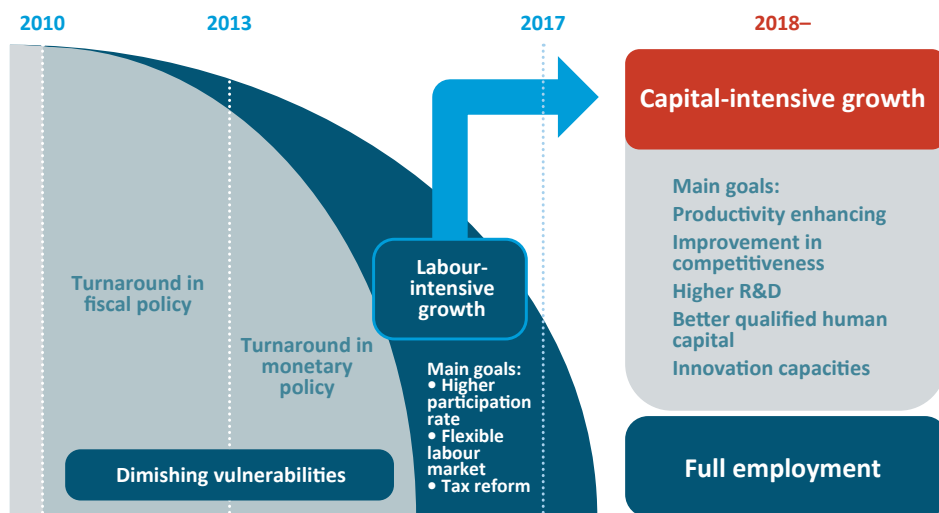 2010
2013
2017
2018–
Turnaround in
fiscal policy
Turnaround in
monetary
policy
Dimishing vulnerabilities
Labour-
intensive
growth
Main goals:
• Higher
participation
rate
• Flexible
labour
market
• Tax reform
Capital-intensive growth
Main goals:
Productivity enhancing
Improvement in
competitiveness
Higher R&D
Better qualified human
capital
Innovation capacities
Full employment